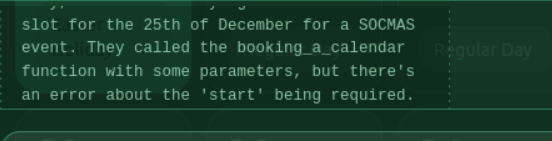 slot for the 25th of December for a SOCMAS
event. They called the booking_a_calendar
function with some parameters, but there's
an error about the 'start' being required.
Regular Day